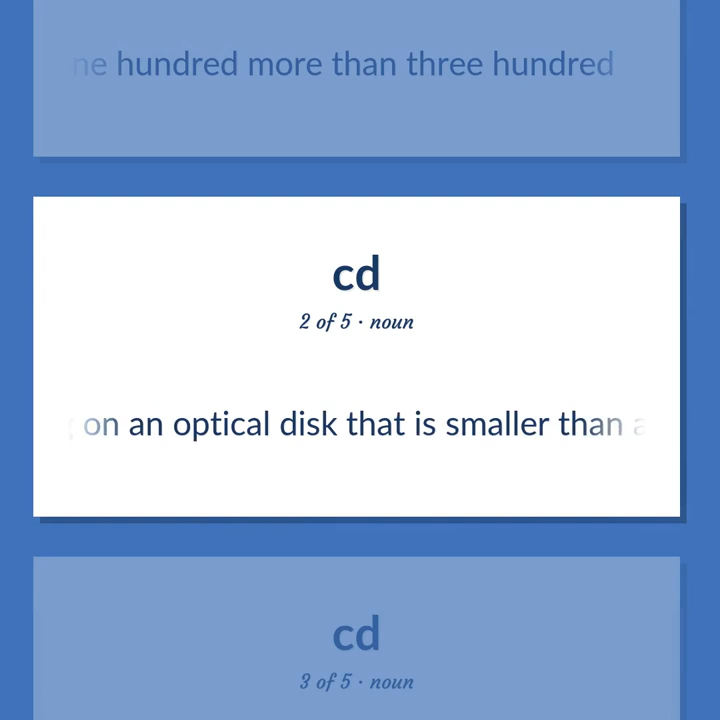 hundred more than three hundred
cd
2 of 5 · noun
on an optical disk that is smaller than
cd
3 of 5 · noun